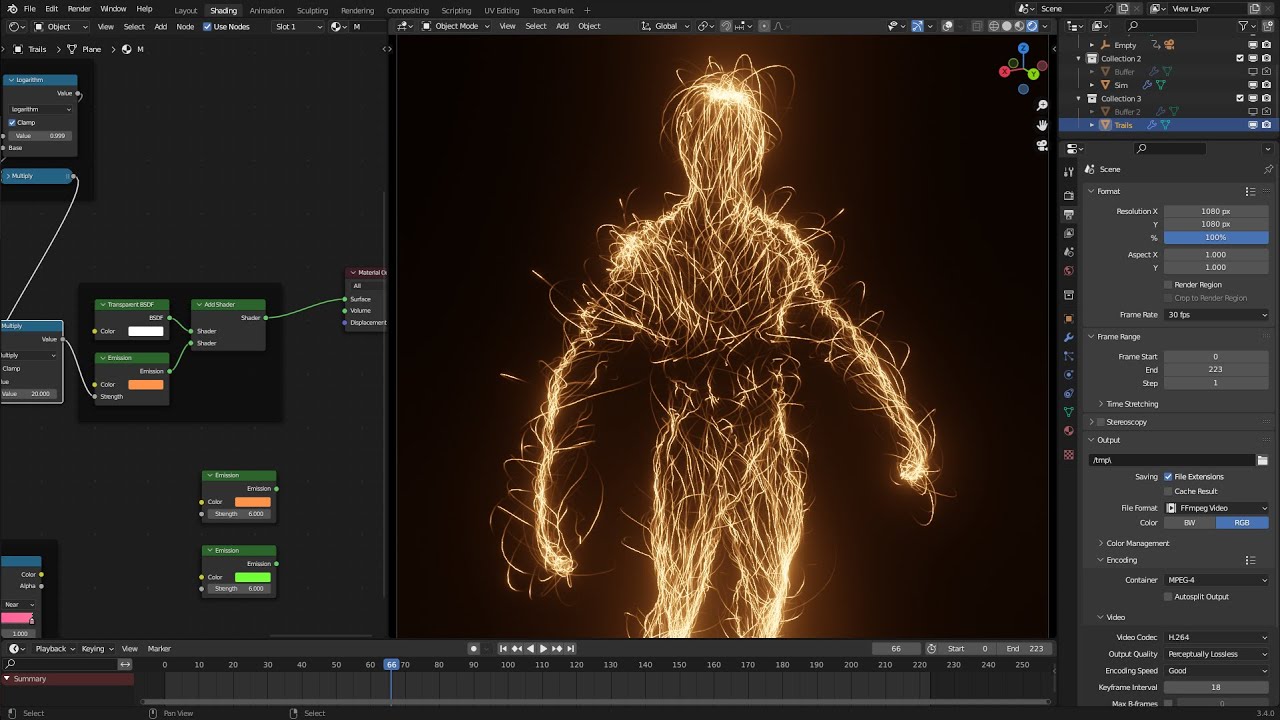 File Edit Render Window Help
Layout Shading Animation Sculpting Rendering Compositing Scripting UV Editing Texture Paint +
Scene
View Layer
Object View Select Add Node Use Nodes Slot 1 M
Object Mode View Select Add Object Global
Trails > Plane > M
Logarithm
Value
Logarithm
Clamp
Value 0.999
Base
Multiply
Multiply
Value
Clamp
Value 20.000
Transparent BSDF
BSDF
Color
Emission
Emission
Color
Strength
Add Shader
Shader
Shader
Shader
All
Surface
Volume
Displacement
Emission
Emission
Color
Strength 6.000
Emission
Emission
Color
Strength 6.000
Color
Alpha
Near
1.000
X Y Z
Empty
Collection 2
Buffer
Sim
Collection 3
Buffer 2
Trails
Scene
Format
Resolution X 1080 px
Y 1080 px
% 100%
Aspect X 1.000
Y 1.000
Render Region
Crop to Render Region
Frame Rate 30 fps
Frame Range
Frame Start 0
End 223
Step 1
Time Stretching
Stereoscopy
Output
/tmp\
Saving File Extensions
Cache Result
File Format FFmpeg Video
Color BW RGB
Color Management
Encoding
Container MPEG-4
Autosplit Output
Video
Video Codec H.264
Output Quality Perceptually Lossless
Encoding Speed Good
Keyframe Interval 18
Max B-frames 0
Playback Keying View Marker 66 Start 0 End 223
0 10 20 30 40 50 60 66 70 80 90 100 110 120 130 140 150 160 170 180 190 200 210 220 230 240 250
Summary
Select Pan View Select 3.4.0